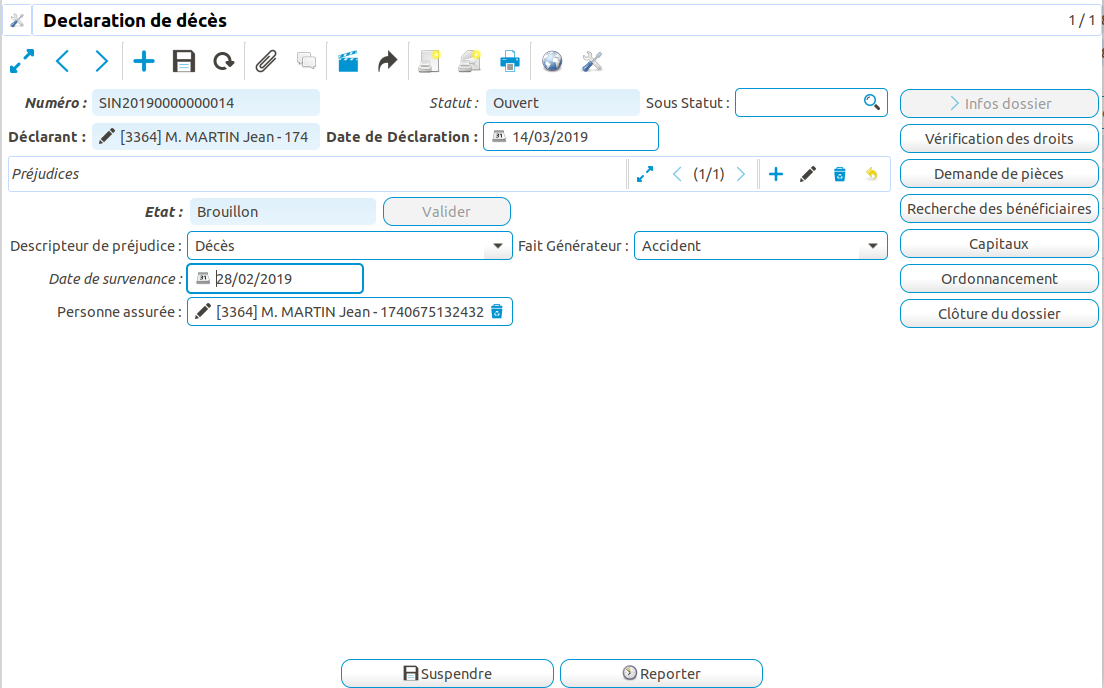 Declaration de décès
1 / 1
Numéro : SIN20190000000014 Statut : Ouvert Sous Statut :
Infos dossier
Déclarant : [3364] M. MARTIN Jean - 174 Date de Déclaration : 14/03/2019
Vérification des droits
Préjudices (1/1)
Demande de pièces
Etat : Brouillon Valider
Recherche des bénéficiaires
Descripteur de préjudice : Décès Fait Générateur : Accident
Capitaux
Date de survenance : 28/02/2019
Ordonnancement
Personne assurée : [3364] M. MARTIN Jean - 1740675132432
Clôture du dossier
Suspendre Reporter